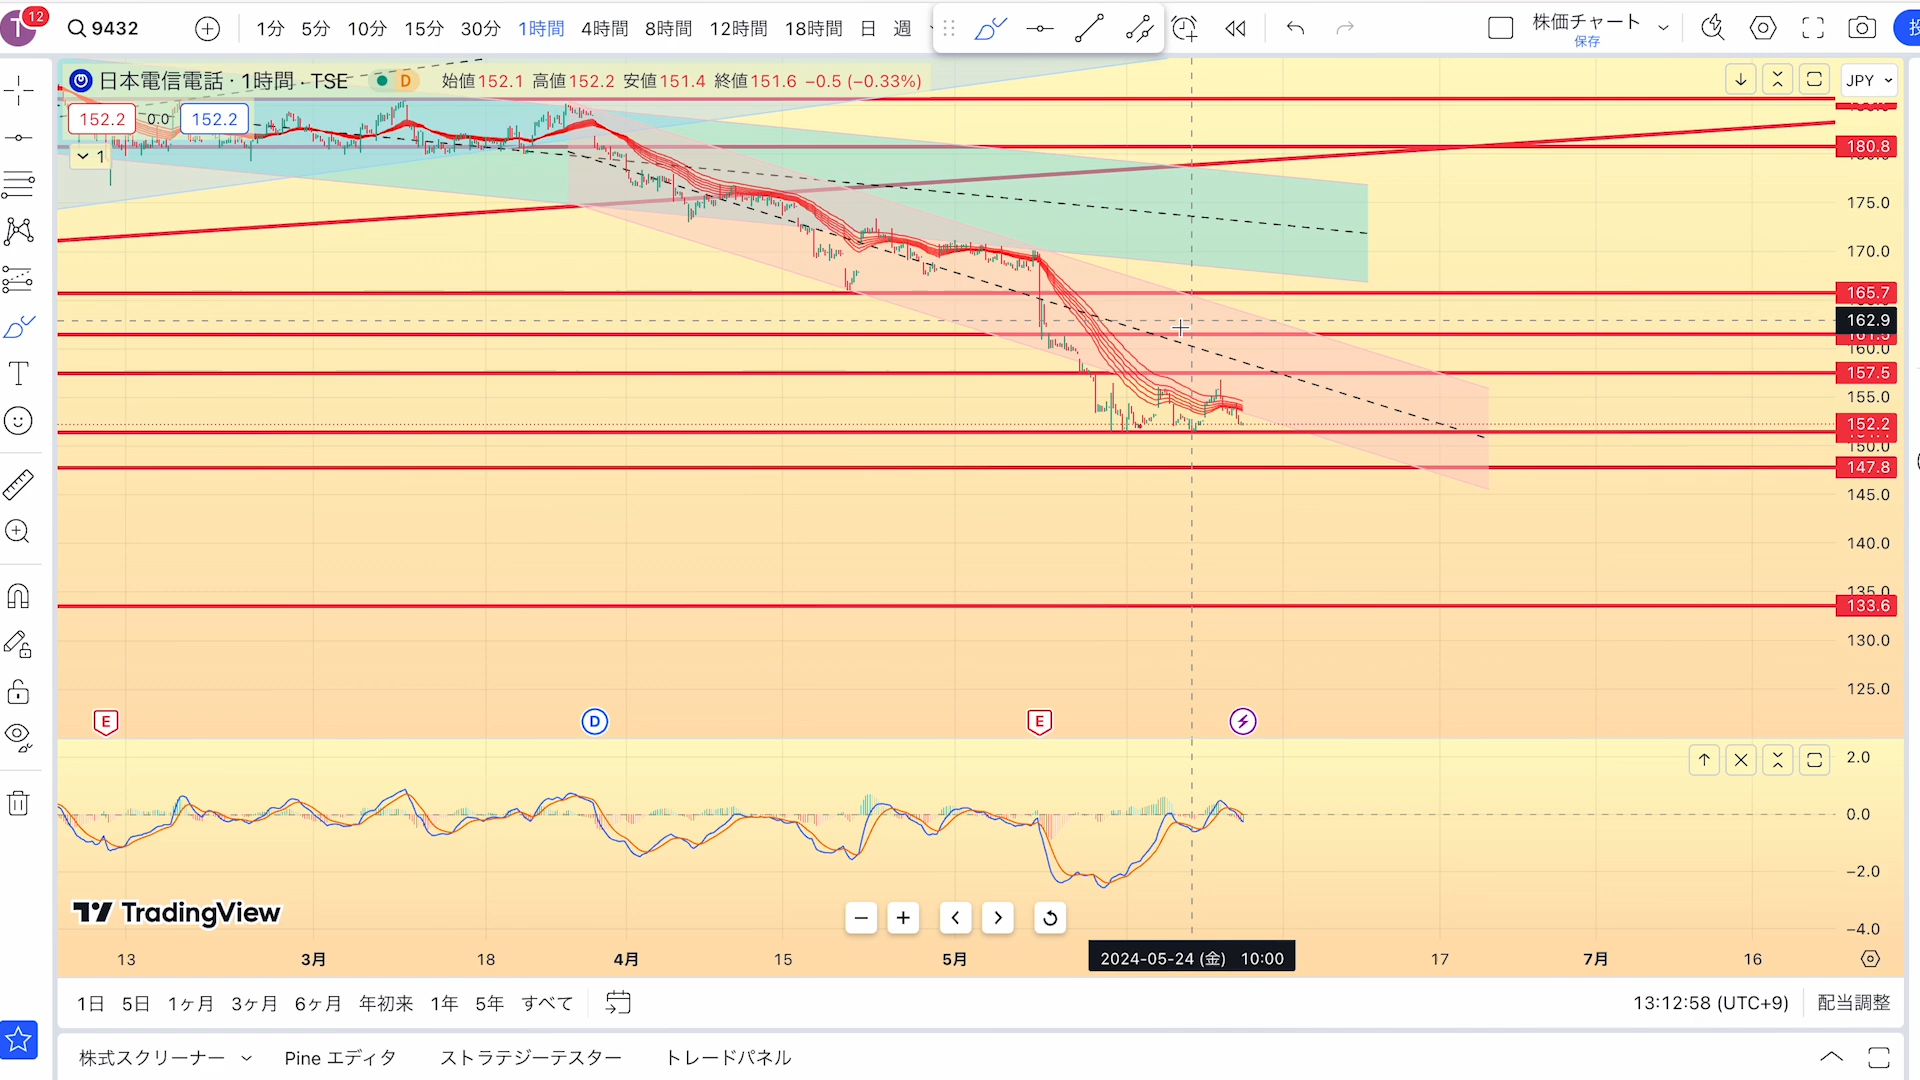 T 12
9432
1分 5分 10分 15分 30分 1時間 4時間 8時間 12時間 18時間 日 週
株価チャート
保存
日本電信電話 · 1時間 · TSE D 始値152.1 高値152.2 安値151.4 終値151.6 −0.5 (−0.33%)
JPY
152.2 0.0 152.2
1
180.8
175.0
170.0
165.7
162.9
160.0
157.5
155.0
152.2
150.0
147.8
145.0
140.0
135.0
133.6
130.0
125.0
E D E
2.0
0.0
−2.0
−4.0
TradingView
13 3月 18 4月 15 5月 2024-05-24 (金) 10:00 17 7月 16
1日 5日 1ヶ月 3ヶ月 6ヶ月 年初来 1年 5年 すべて
13:12:58 (UTC+9) 配当調整
株式スクリーナー Pine エディタ ストラテジーテスター トレードパネル